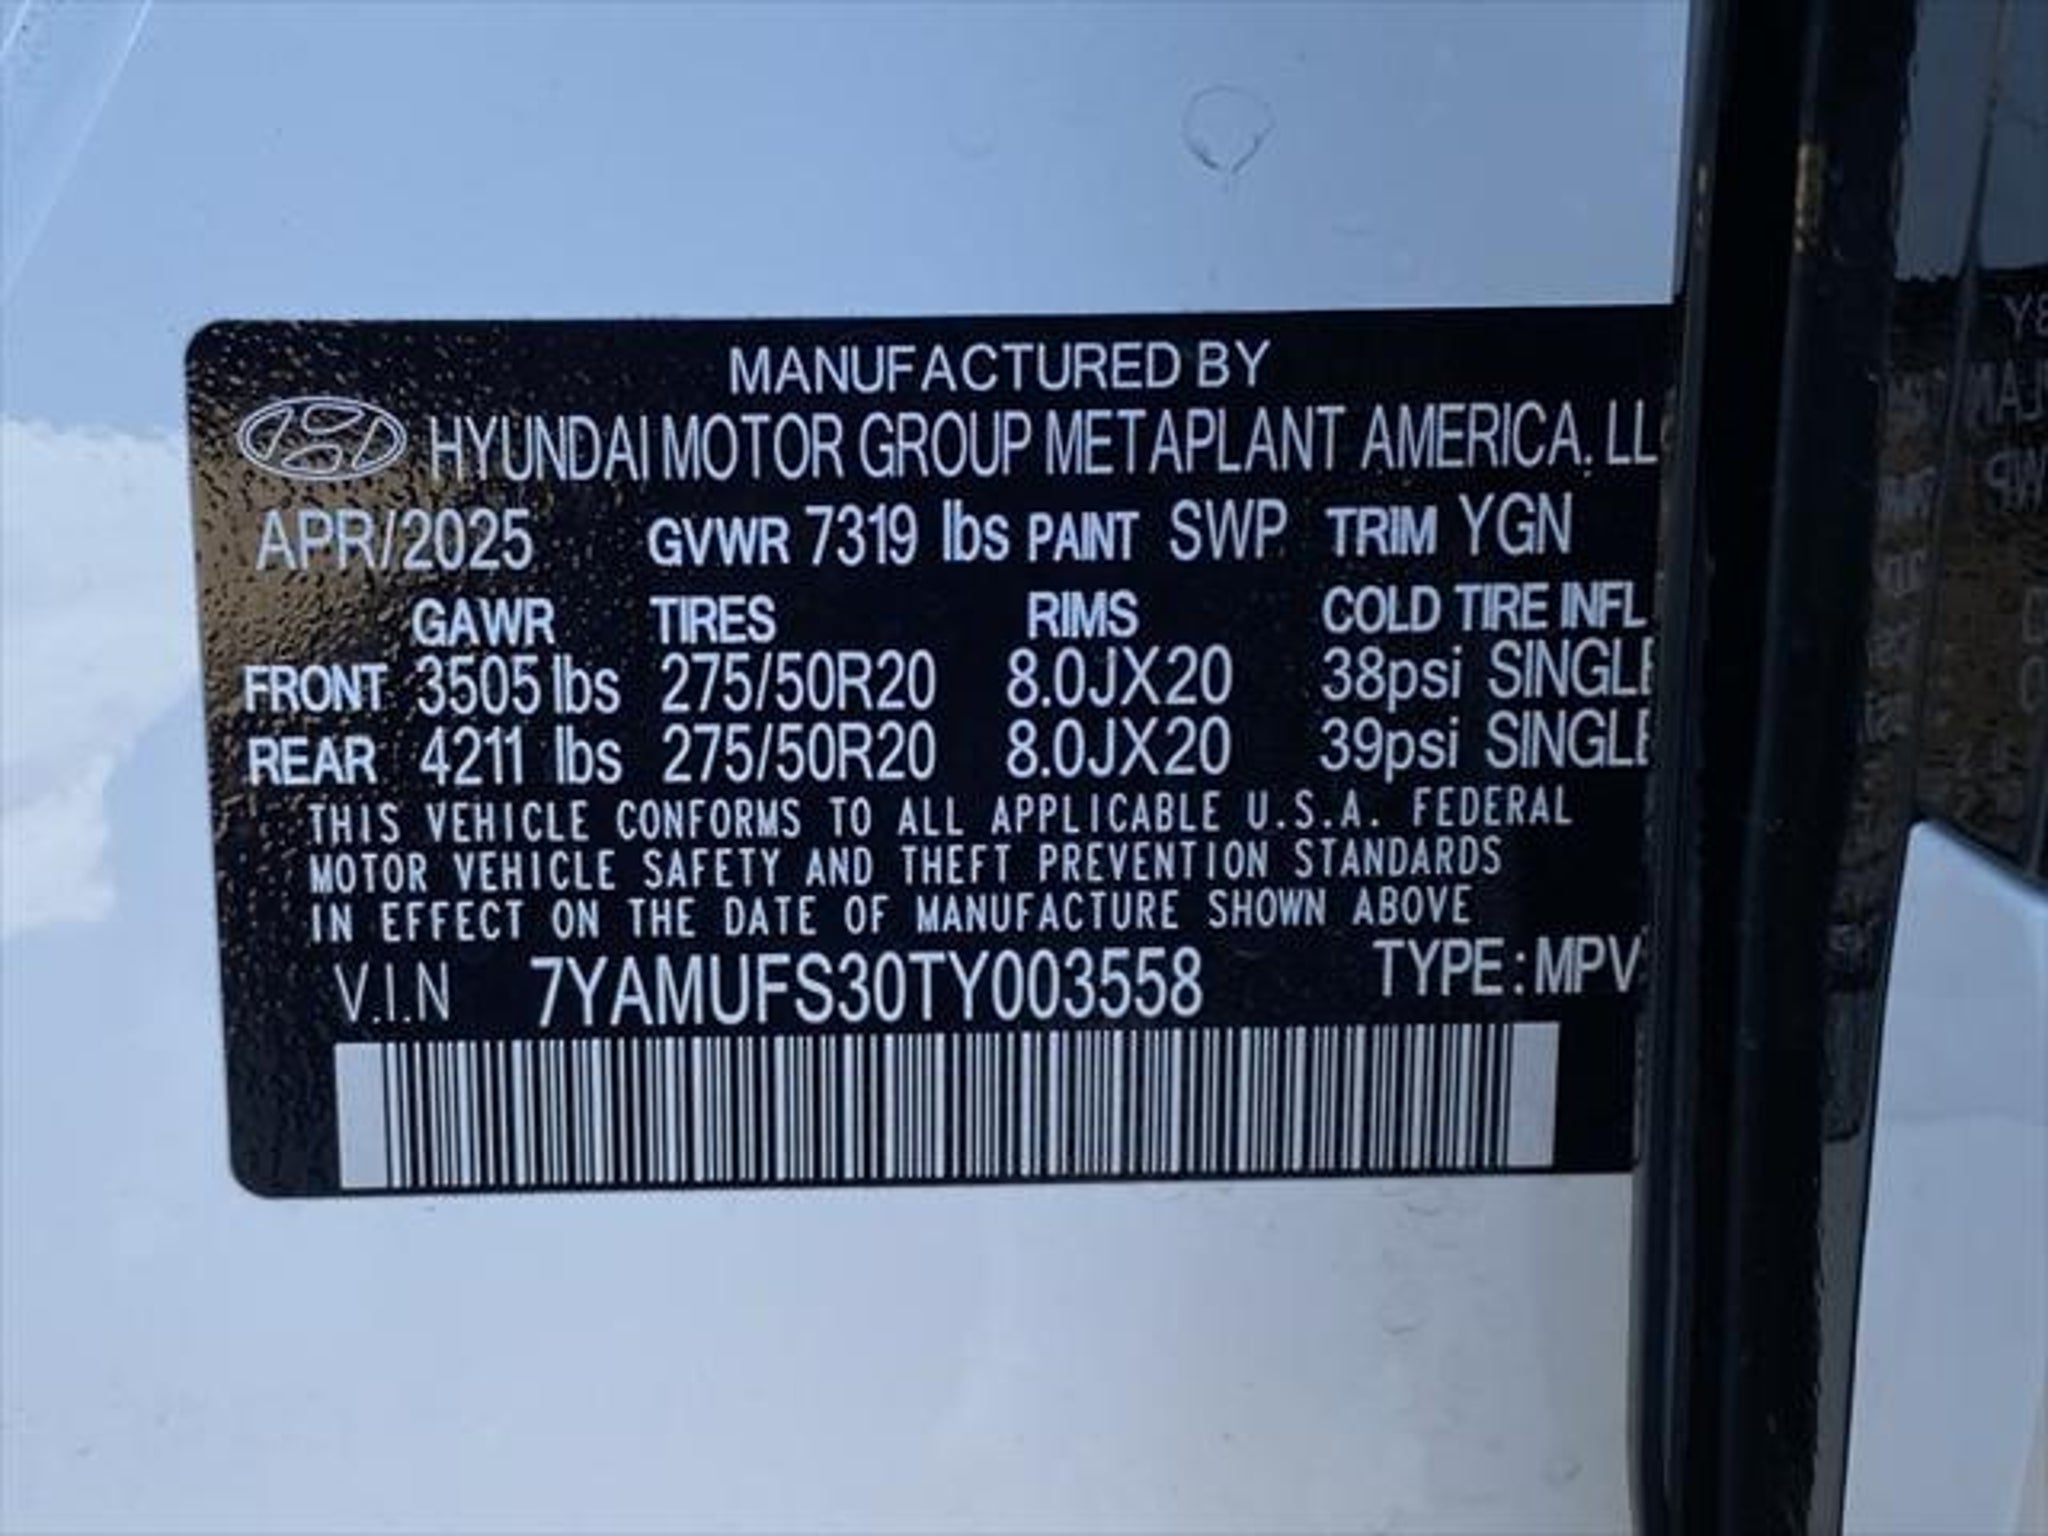 MANUFACTURED BY
HYUNDAI MOTOR GROUP METAPLANT AMERICA, LL
APR/2025 GVWR 7319 lbs PAINT SWP TRIM YGN
GAWR TIRES RIMS COLD TIRE INFL
FRONT 3505 lbs 275/50R20 8.0JX20 38psi SINGLE
REAR 4211 lbs 275/50R20 8.0JX20 39psi SINGLE
THIS VEHICLE CONFORMS TO ALL APPLICABLE U.S.A. FEDERAL
MOTOR VEHICLE SAFETY AND THEFT PREVENTION STANDARDS
IN EFFECT ON THE DATE OF MANUFACTURE SHOWN ABOVE
V.I.N 7YAMUFS30TY003558 TYPE:MPV